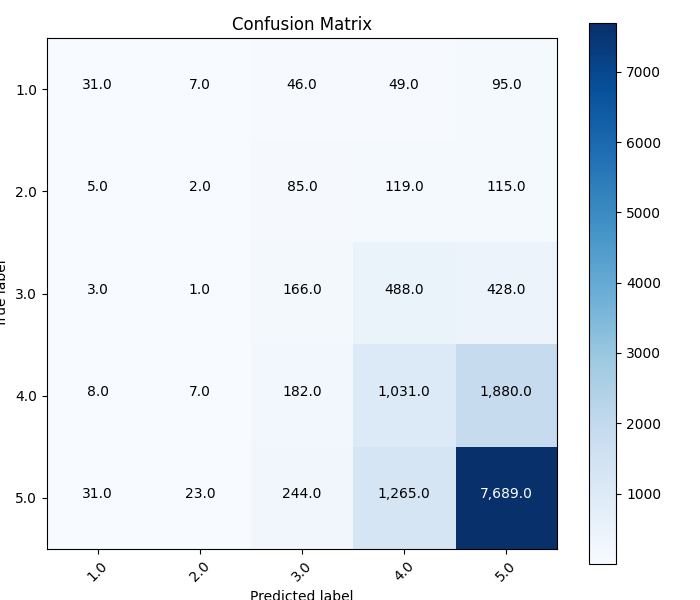 Confusion Matrix
1.0 31.0 7.0 46.0 49.0 95.0
2.0 5.0 2.0 85.0 119.0 115.0
3.0 3.0 1.0 166.0 488.0 428.0
4.0 8.0 7.0 182.0 1,031.0 1,880.0
5.0 31.0 23.0 244.0 1,265.0 7,689.0
1.0 2.0 3.0 4.0 5.0
Predicted label
7000
6000
5000
4000
3000
2000
1000